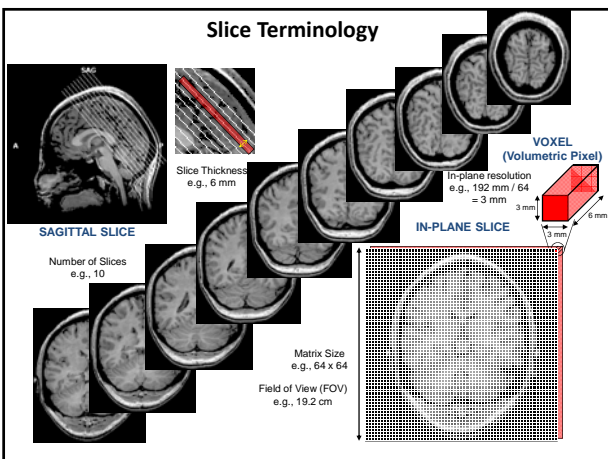 Slice Terminology
SAG
A
P
SAGITTAL SLICE
Slice Thickness
e.g., 6 mm
Number of Slices
e.g., 10
VOXEL
(Volumetric Pixel)
In-plane resolution
e.g., 192 mm / 64
= 3 mm
3 mm
3 mm
6 mm
IN-PLANE SLICE
Matrix Size
e.g., 64 x 64
Field of View (FOV)
e.g., 19.2 cm